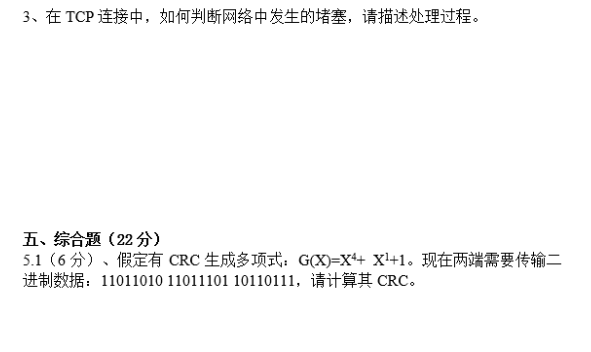 3、在 TCP 连接中，如何判断网络中发生的堵塞，请描述处理过程。
五、综合题（22 分）
5.1（6 分）、假定有 CRC 生成多项式：G(X)=X⁴+ X¹+1。现在两端需要传输二
进制数据：11011010 11011101 10110111，请计算其 CRC。